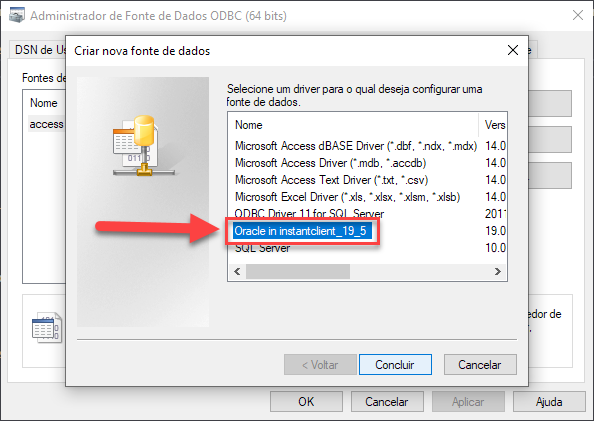 Administrador de Fonte de Dados ODBC (64 bits)
DSN de Us
Criar nova fonte de dados
Fontes de
Nome
access
Selecione um driver para o qual deseja configurar uma
fonte de dados.
Nome Vers
Microsoft Access dBASE Driver (*.dbf, *.ndx, *.mdx) 14.0
Microsoft Access Driver (*.mdb, *.accdb) 14.0
Microsoft Access Text Driver (*.txt, *.csv) 14.0
Microsoft Excel Driver (*.xls, *.xlsx, *.xlsm, *.xlsb) 14.0
ODBC Driver 11 for SQL Server 201
Oracle in instantclient_19_5 19.0
SQL Server 10.0
edor de
< Voltar Concluir Cancelar
OK Cancelar Aplicar Ajuda